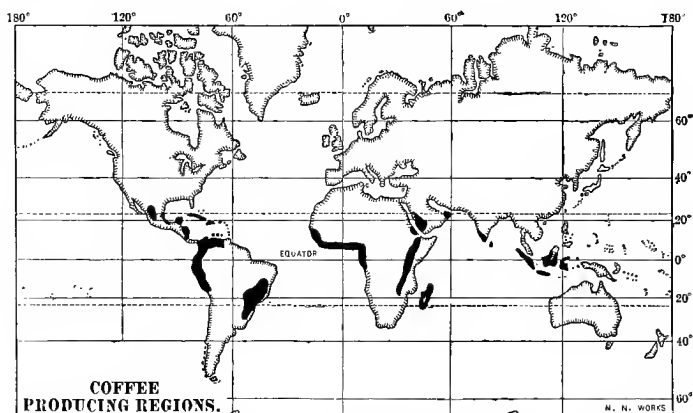 180° 120° 60° 0° 60° 120° 180°
60°
40°
20°
EQUATOR 0°
20°
40°
COFFEE
PRODUCING REGIONS. 60°
M. N. WORKS